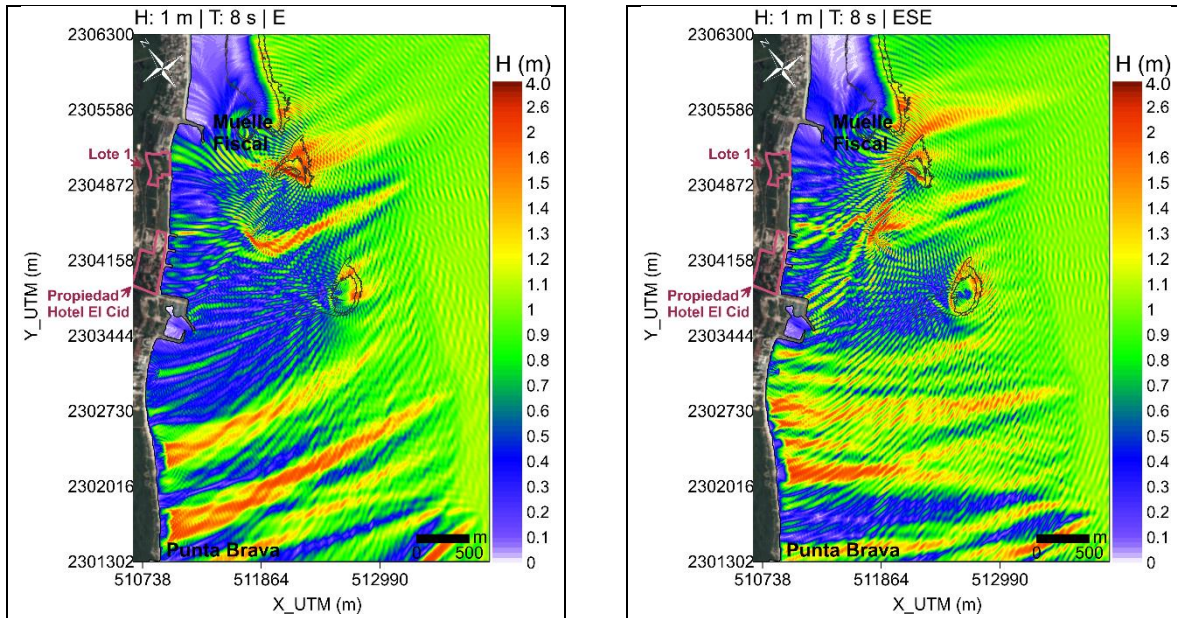 H: 1 m | T: 8 s | E
2306300
2305586
2304872
2304158
2303444
2302730
2302016
2301302
Y_UTM (m)
510738
511864
512990
X_UTM (m)
N
Muelle
Fiscal
Lote 1
Propiedad
Hotel El Cid
Punta Brava
m
0 500
H (m)
4.0
2.6
2
1.6
1.4
1.3
1.2
1.1
1
0.9
0.8
0.7
0.6
0.5
0.4
0.3
0.2
0.1
0
H: 1 m | T: 8 s | ESE
2306300
2305586
2304872
2304158
2303444
2302730
2302016
2301302
Y_UTM (m)
510738
511864
512990
X_UTM (m)
N
Muelle
Fiscal
Lote 1
Propiedad
Hotel El Cid
Punta Brava
m
0 500
H (m)
4.0
2.6
2
1.6
1.4
1.3
1.2
1.1
1
0.9
0.8
0.7
0.6
0.5
0.4
0.3
0.2
0.1
0